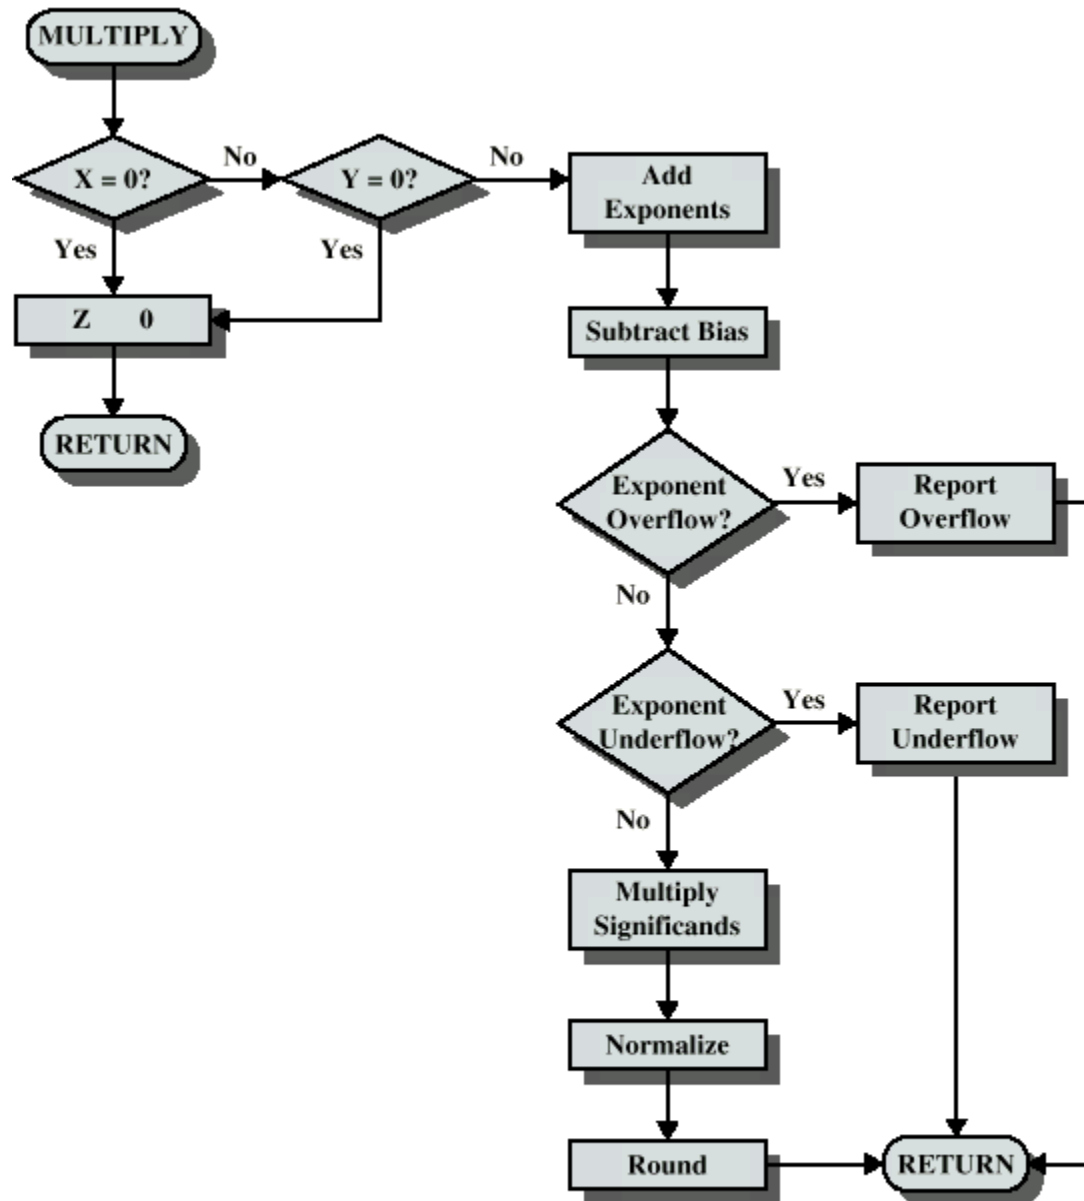 MULTIPLY
X = 0?
No
Y = 0?
No
Add
Exponents
Yes
Yes
Z 0
RETURN
Subtract Bias
Exponent
Overflow?
Yes
Report
Overflow
No
Exponent
Underflow?
Yes
Report
Underflow
No
Multiply
Significands
Normalize
Round
RETURN